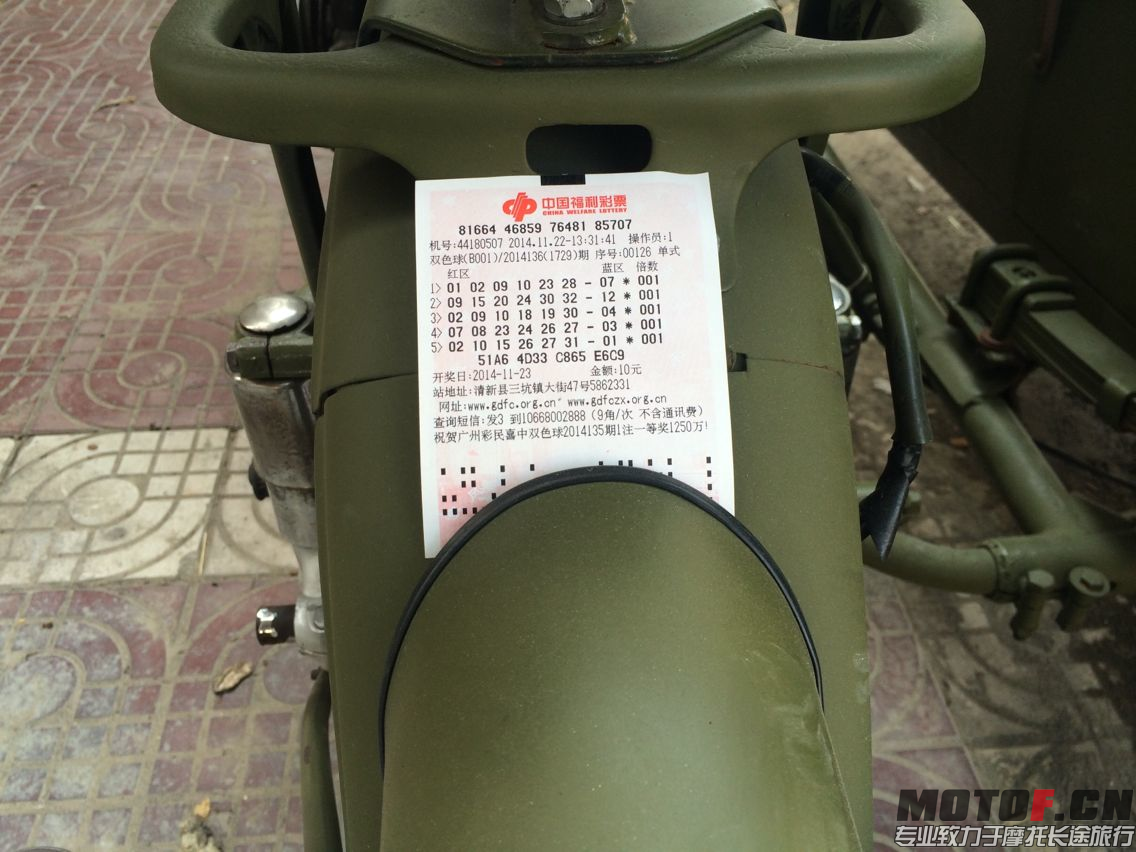 中国福利彩票
CHINA WELFARE LOTTERY
81664 46859 76481 85707
机号:44180507 2014.11.22-13:31:41 操作员:1
双色球(B001)/2014136(1729)期 序号:00126 单式
红区 蓝区 倍数
1> 01 02 09 10 23 28 - 07 * 001
2> 09 15 20 24 30 32 - 12 * 001
3> 02 09 10 18 19 30 - 04 * 001
4> 07 08 23 24 26 27 - 03 * 001
5> 02 10 15 26 27 31 - 01 * 001
51A6 4D33 C865 E6C9
开奖日:2014-11-23 金额:10元
站地址:清新县三坑镇大街47号5862331
网址:www.gdfc.org.cn www.gdfczx.org.cn
查询短信:发3 到10668002888 (9角/次 不含通讯费)
祝贺广州彩民喜中双色球2014135期1注一等奖1250万!
MOTOF.CN
专业致力于摩托长途旅行